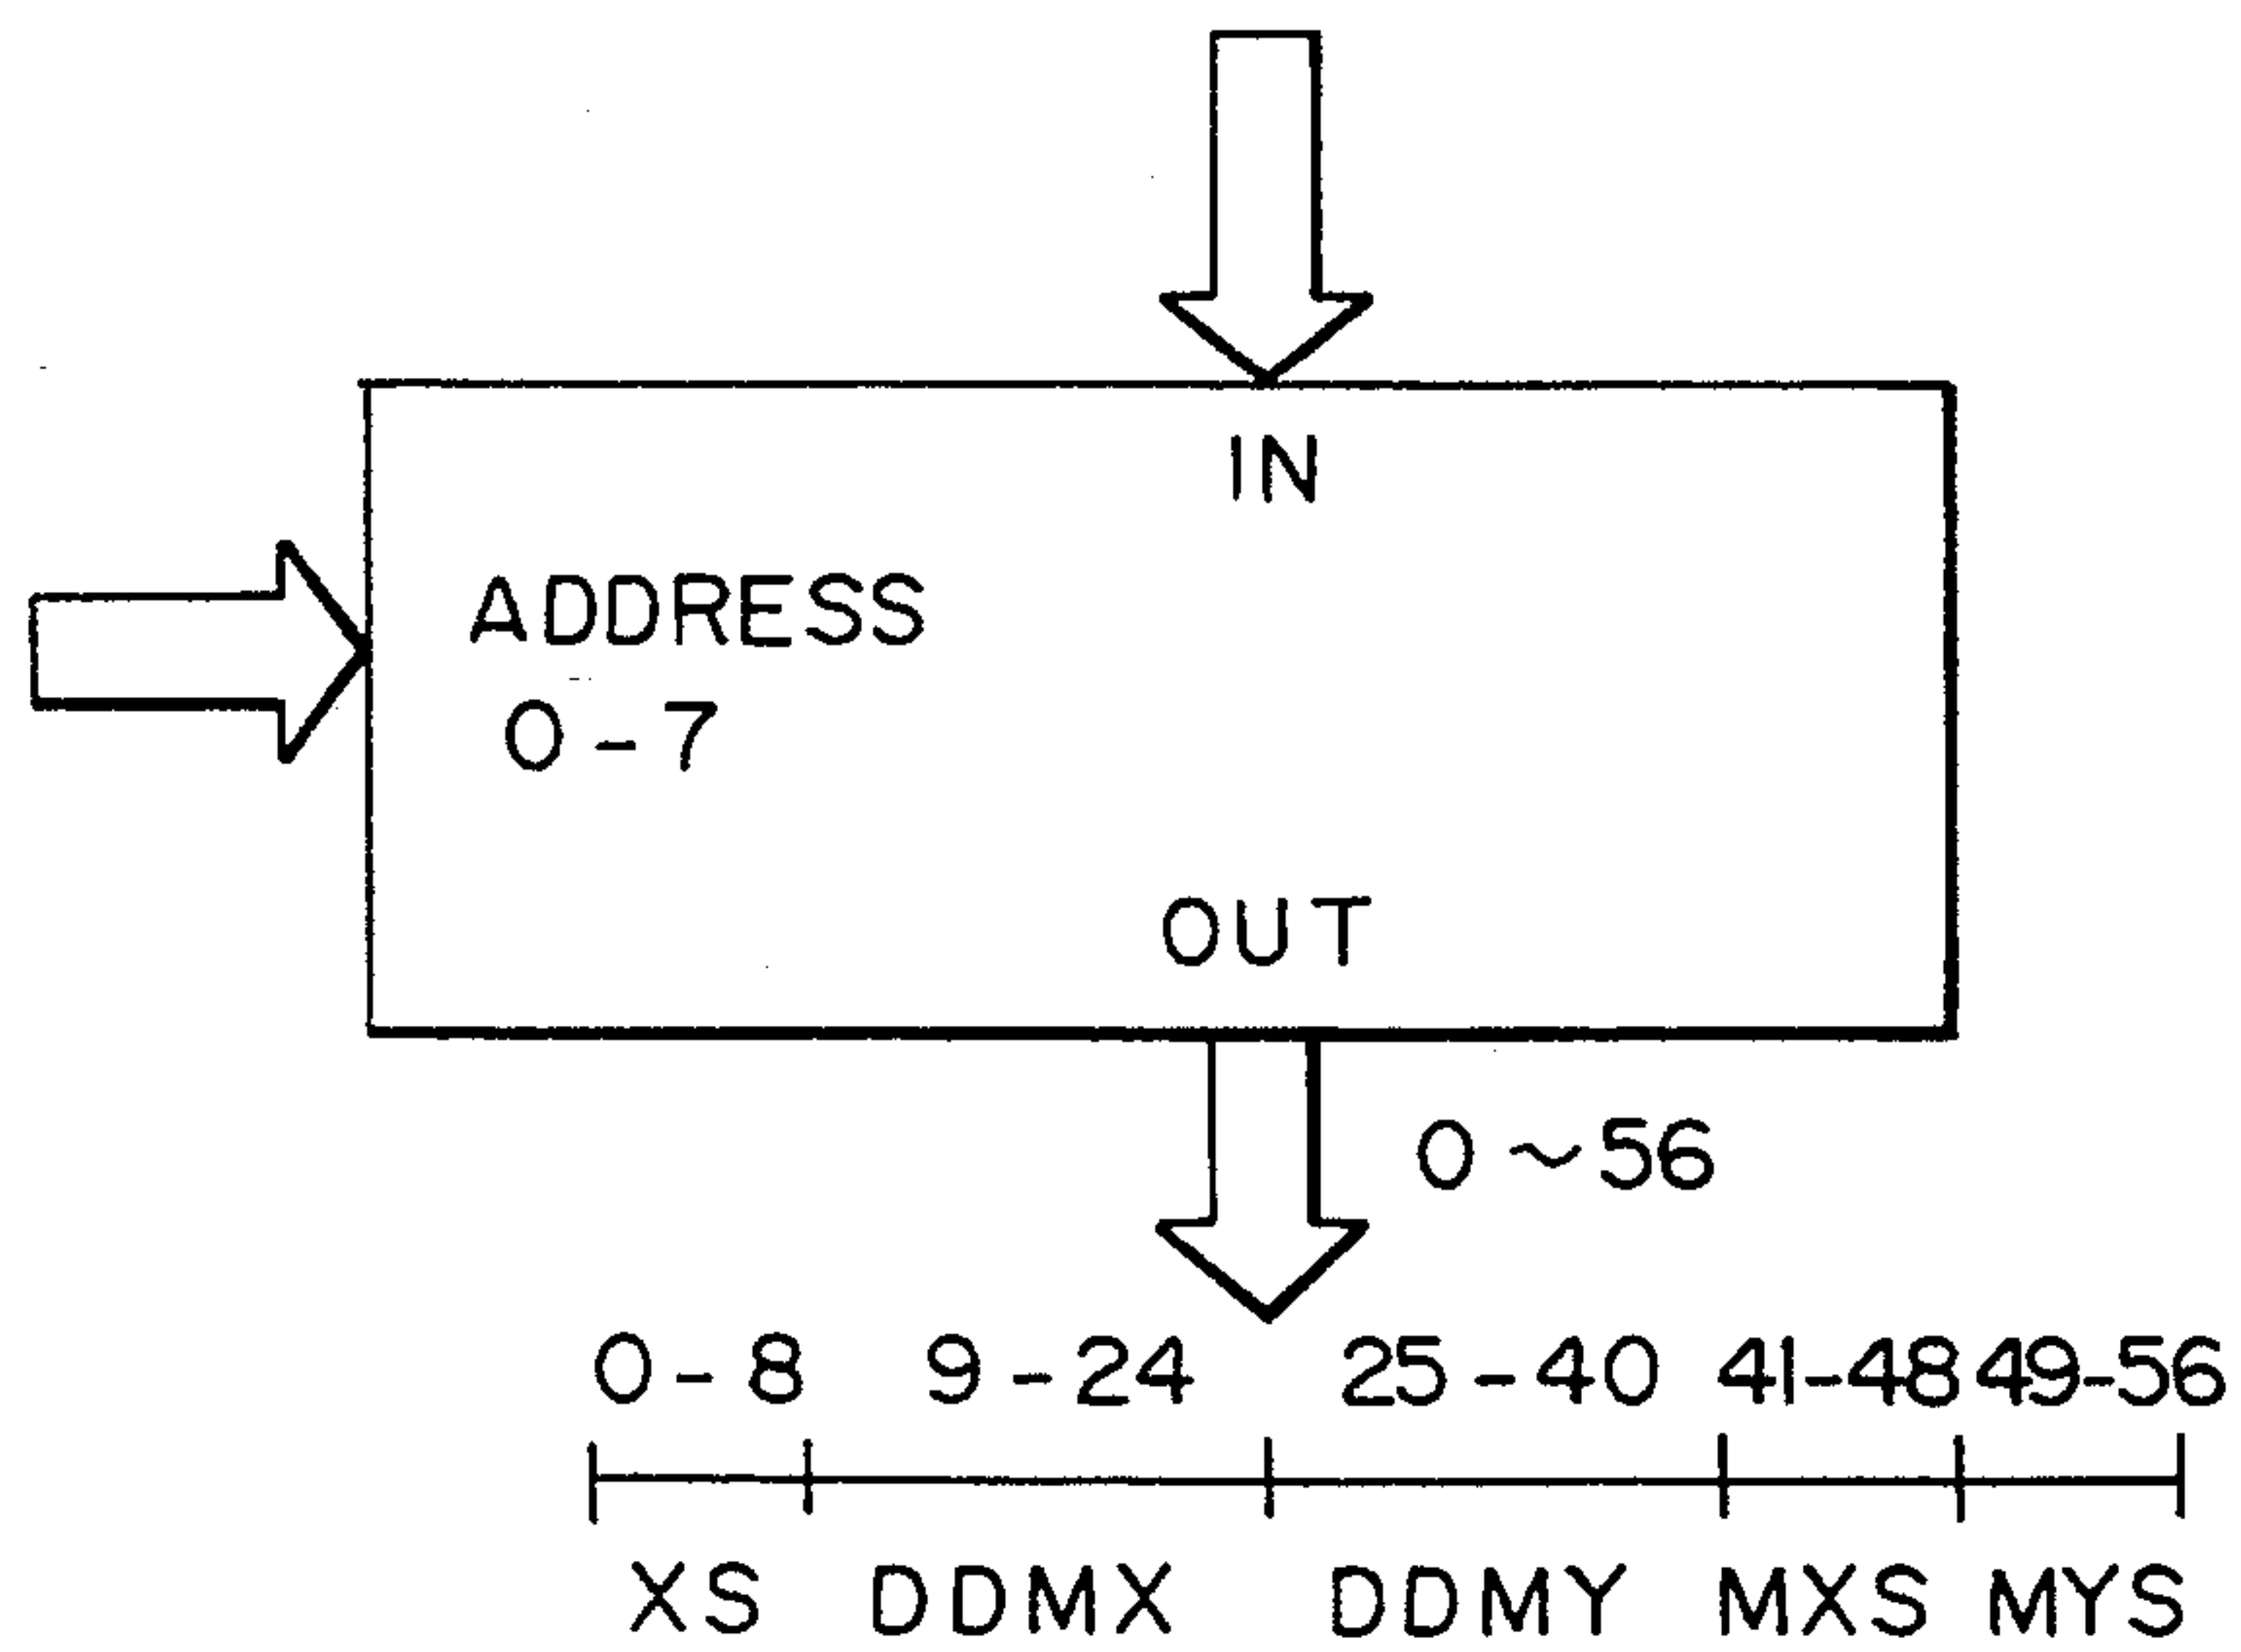 IN
ADDRESS
0-7
OUT
0~56
0-8 9-24 25-40 41-48 49-56
XS DDMX DDMY MXS MYS